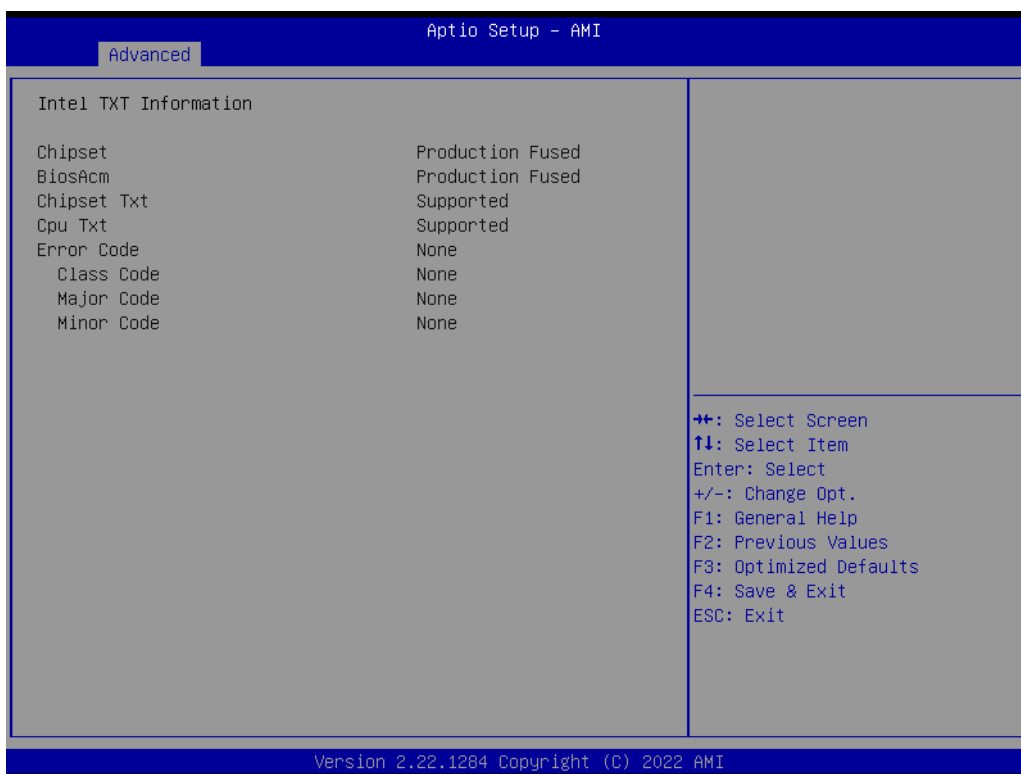 Aptio Setup – AMI
Advanced
Intel TXT Information
Chipset Production Fused
BiosAcm Production Fused
Chipset Txt Supported
Cpu Txt Supported
Error Code None
Class Code None
Major Code None
Minor Code None
→←: Select Screen
↑↓: Select Item
Enter: Select
+/-: Change Opt.
F1: General Help
F2: Previous Values
F3: Optimized Defaults
F4: Save & Exit
ESC: Exit
Version 2.22.1284 Copyright (C) 2022 AMI